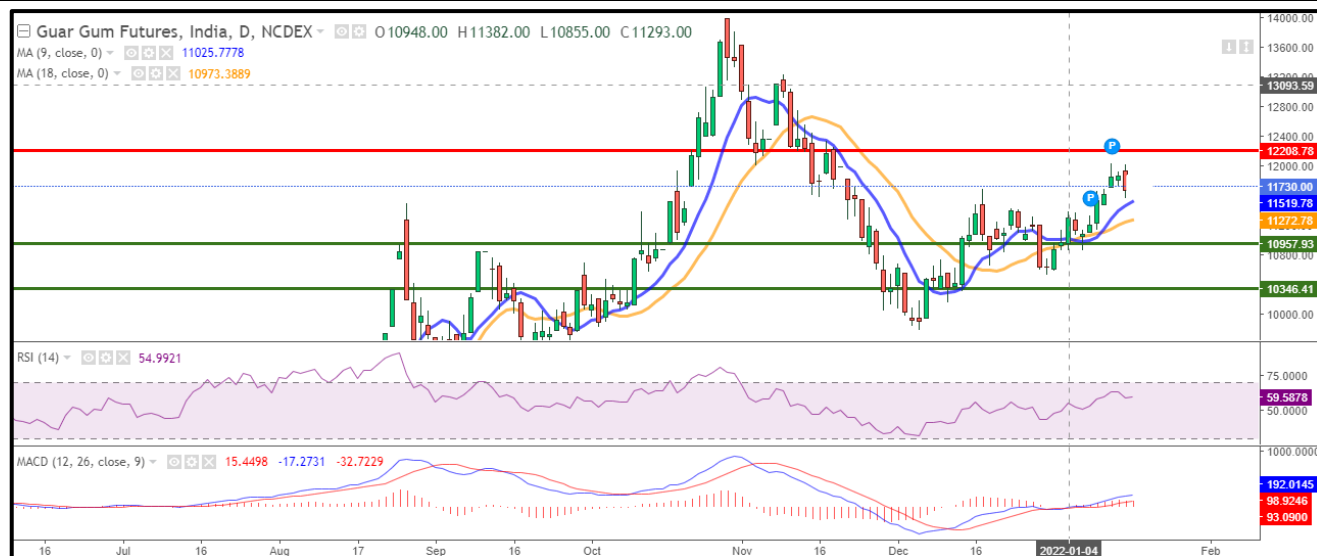 Guar Gum Futures, India, D, NCDEX O10948.00 H11382.00 L10855.00 C11293.00
MA (9, close, 0) 11025.7778
MA (18, close, 0) 10973.3889
14000.00
13600.00
13093.59
12800.00
12400.00
12208.78
12000.00
11730.00
11519.78
11272.78
10957.93
10800.00
10346.41
10000.00
P
P
RSI (14) 54.9921
75.0000
59.5878
50.0000
MACD (12, 26, close, 9) 15.4498 -17.2731 -32.7229
1000.0000
192.0145
98.9246
93.0900
16 Jul 16 Aug 17 Sep 16 Oct Nov 16 Dec 16 2022-01-04 Feb